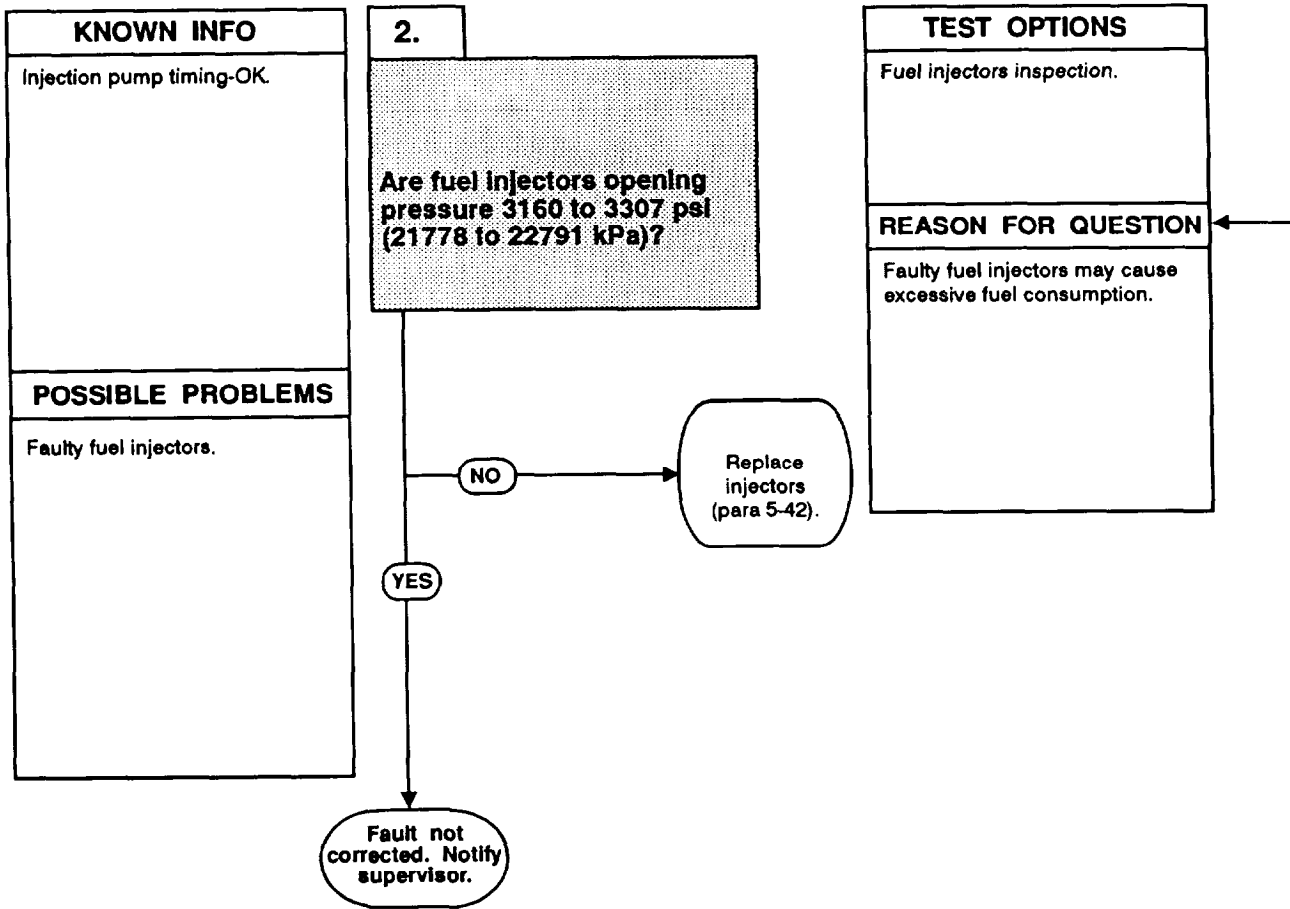 KNOWN INFO
Injection pump timing-OK.
POSSIBLE PROBLEMS
Faulty fuel injectors.
2.
Are fuel injectors opening
pressure 3160 to 3307 psi
(21778 to 22791 kPa)?
NO
Replace
injectors
(para 5-42).
YES
Fault not
corrected. Notify
supervisor.
TEST OPTIONS
Fuel injectors inspection.
REASON FOR QUESTION
Faulty fuel injectors may cause
excessive fuel consumption.